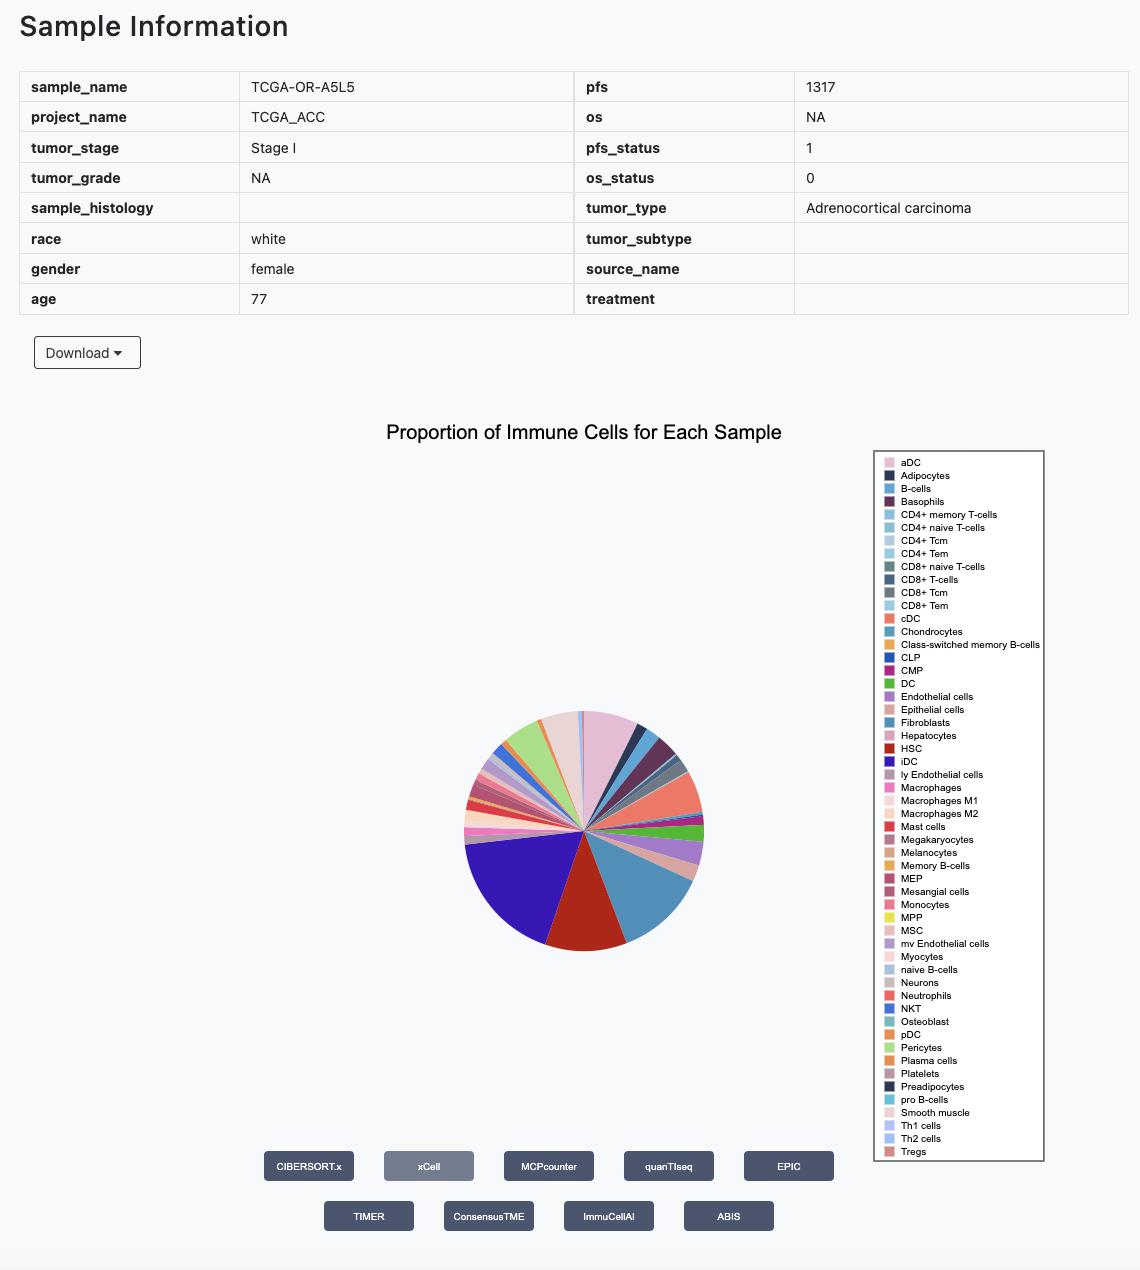 Sample Information
sample_name TCGA-OR-A5L5 pfs 1317
project_name TCGA_ACC os NA
tumor_stage Stage I pfs_status 1
tumor_grade NA os_status 0
sample_histology tumor_type Adrenocortical carcinoma
race white tumor_subtype
gender female source_name
age 77 treatment
Download
Proportion of Immune Cells for Each Sample
aDC
Adipocytes
B-cells
Basophils
CD4+ memory T-cells
CD4+ naive T-cells
CD4+ Tcm
CD4+ Tem
CD8+ naive T-cells
CD8+ T-cells
CD8+ Tcm
CD8+ Tem
cDC
Chondrocytes
Class-switched memory B-cells
CLP
CMP
DC
Endothelial cells
Epithelial cells
Fibroblasts
Hepatocytes
HSC
iDC
ly Endothelial cells
Macrophages
Macrophages M1
Macrophages M2
Mast cells
Megakaryocytes
Melanocytes
Memory B-cells
MEP
Mesangial cells
Monocytes
MPP
MSC
mv Endothelial cells
Myocytes
naive B-cells
Neurons
Neutrophils
NKT
Osteoblast
pDC
Pericytes
Plasma cells
Platelets
Preadipocytes
pro B-cells
Smooth muscle
Th1 cells
Th2 cells
Tregs
CIBERSORT.x xCell MCPcounter quanTIseq EPIC
TIMER ConsensusTME ImmuCellAI ABIS